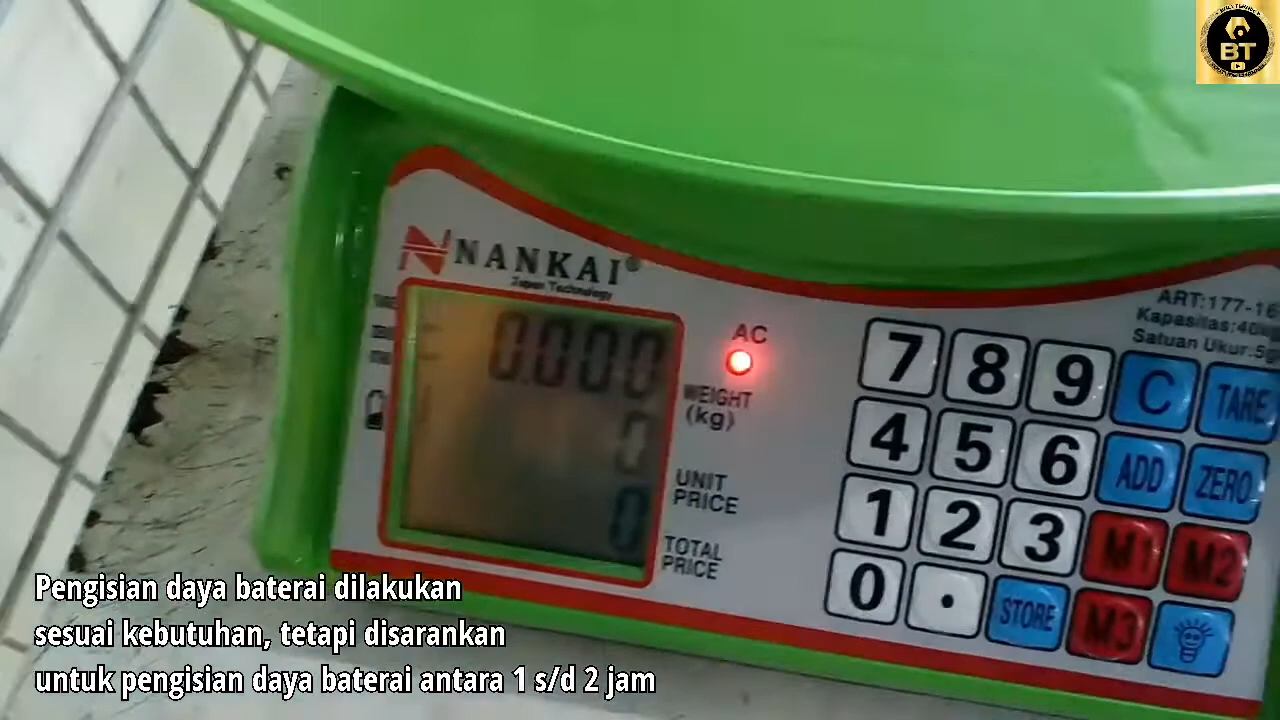 BT
NANKAI®
Japan Technology
ART:177-16
Kapasitas:40kg
Satuan Ukur:5g
AC
0.000
WEIGHT
(kg)
0
UNIT
PRICE
0
TOTAL
PRICE
7 8 9 C TARE
4 5 6 ADD ZERO
1 2 3 M1 M2
0 . STORE M3
Pengisian daya baterai dilakukan
sesuai kebutuhan, tetapi disarankan
untuk pengisian daya baterai antara 1 s/d 2 jam